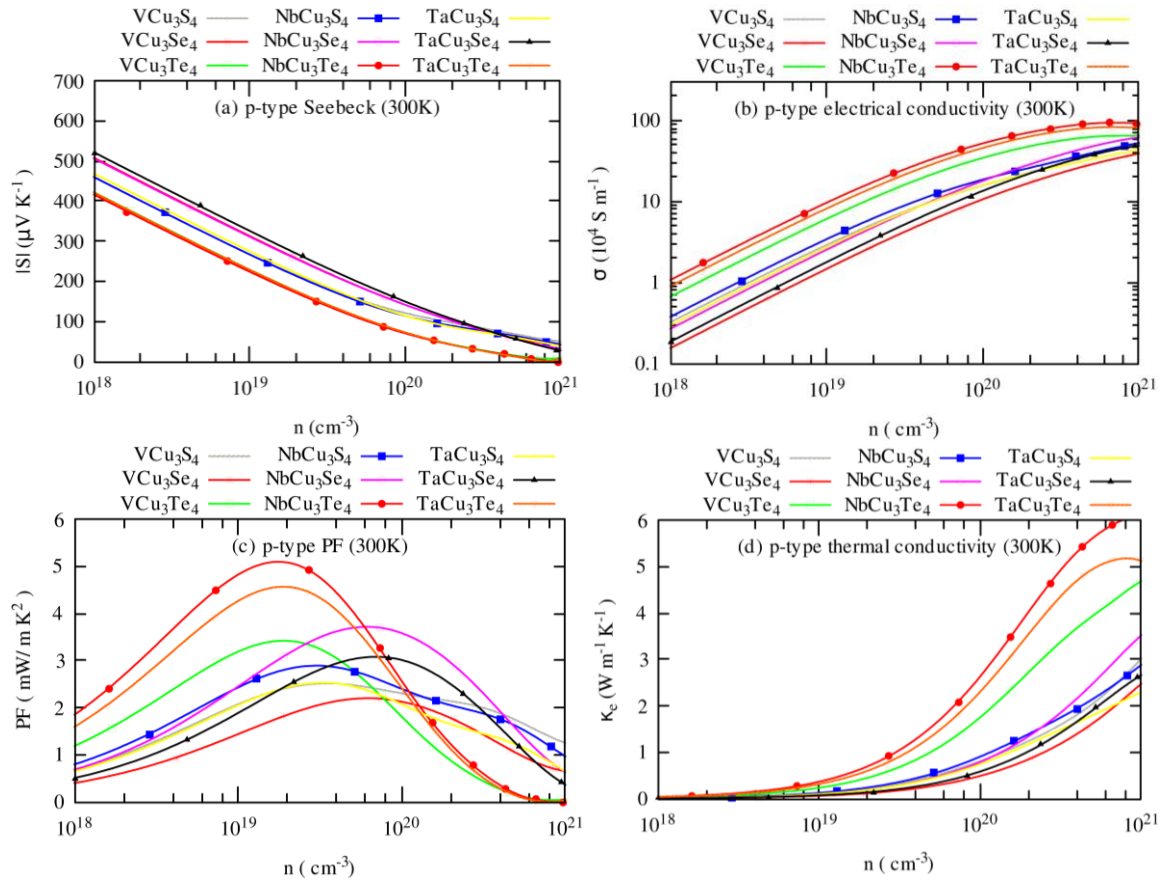 VCu₃S₄ NbCu₃S₄ TaCu₃S₄
VCu₃Se₄ NbCu₃Se₄ TaCu₃Se₄
VCu₃Te₄ NbCu₃Te₄ TaCu₃Te₄
(a) p-type Seebeck (300K)
700
600
500
400
300
200
100
0
|S| (μV K⁻¹)
10¹⁸ 10¹⁹ 10²⁰ 10²¹
n (cm⁻³)
VCu₃S₄ NbCu₃S₄ TaCu₃S₄
VCu₃Se₄ NbCu₃Se₄ TaCu₃Se₄
VCu₃Te₄ NbCu₃Te₄ TaCu₃Te₄
(b) p-type electrical conductivity (300K)
100
10
1
0.1
σ (10⁴ S m⁻¹)
10¹⁸ 10¹⁹ 10²⁰ 10²¹
n ( cm⁻³)
VCu₃S₄ NbCu₃S₄ TaCu₃S₄
VCu₃Se₄ NbCu₃Se₄ TaCu₃Se₄
VCu₃Te₄ NbCu₃Te₄ TaCu₃Te₄
(c) p-type PF (300K)
6
5
4
3
2
1
0
PF ( mW/ m K²)
10¹⁸ 10¹⁹ 10²⁰ 10²¹
n ( cm⁻³)
VCu₃S₄ NbCu₃S₄ TaCu₃S₄
VCu₃Se₄ NbCu₃Se₄ TaCu₃Se₄
VCu₃Te₄ NbCu₃Te₄ TaCu₃Te₄
(d) p-type thermal conductivity (300K)
6
5
4
3
2
1
0
κₑ (W m⁻¹ K⁻¹)
10¹⁸ 10¹⁹ 10²⁰ 10²¹
n ( cm⁻³)